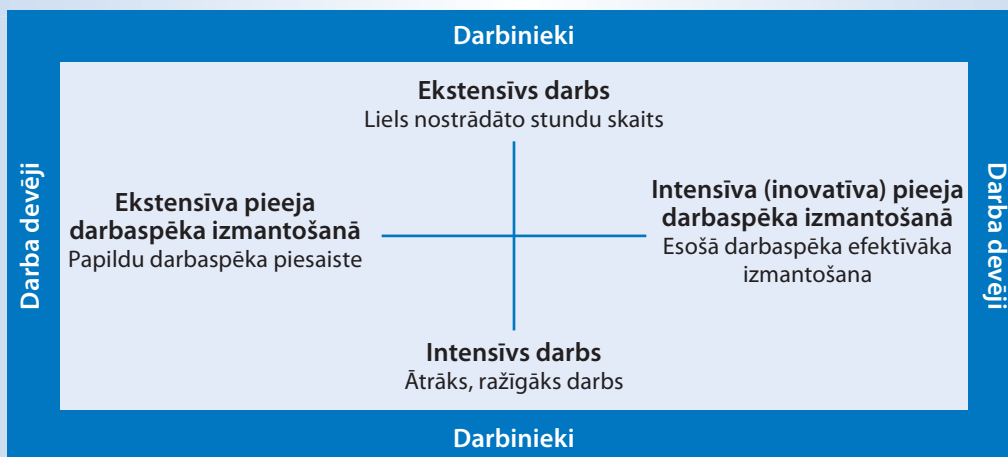 Darbinieki
Ekstensīvs darbs
Liels nostrādāto stundu skaits
Darba devēji
Ekstensīva pieeja
darbaspēka izmantošanā
Papildu darbaspēka piesaiste
Intensīva (inovatīva) pieeja
darbaspēka izmantošanā
Esošā darbaspēka efektīvāka
izmantošana
Darba devēji
Intensīvs darbs
Ātrāks, ražīgāks darbs
Darbinieki